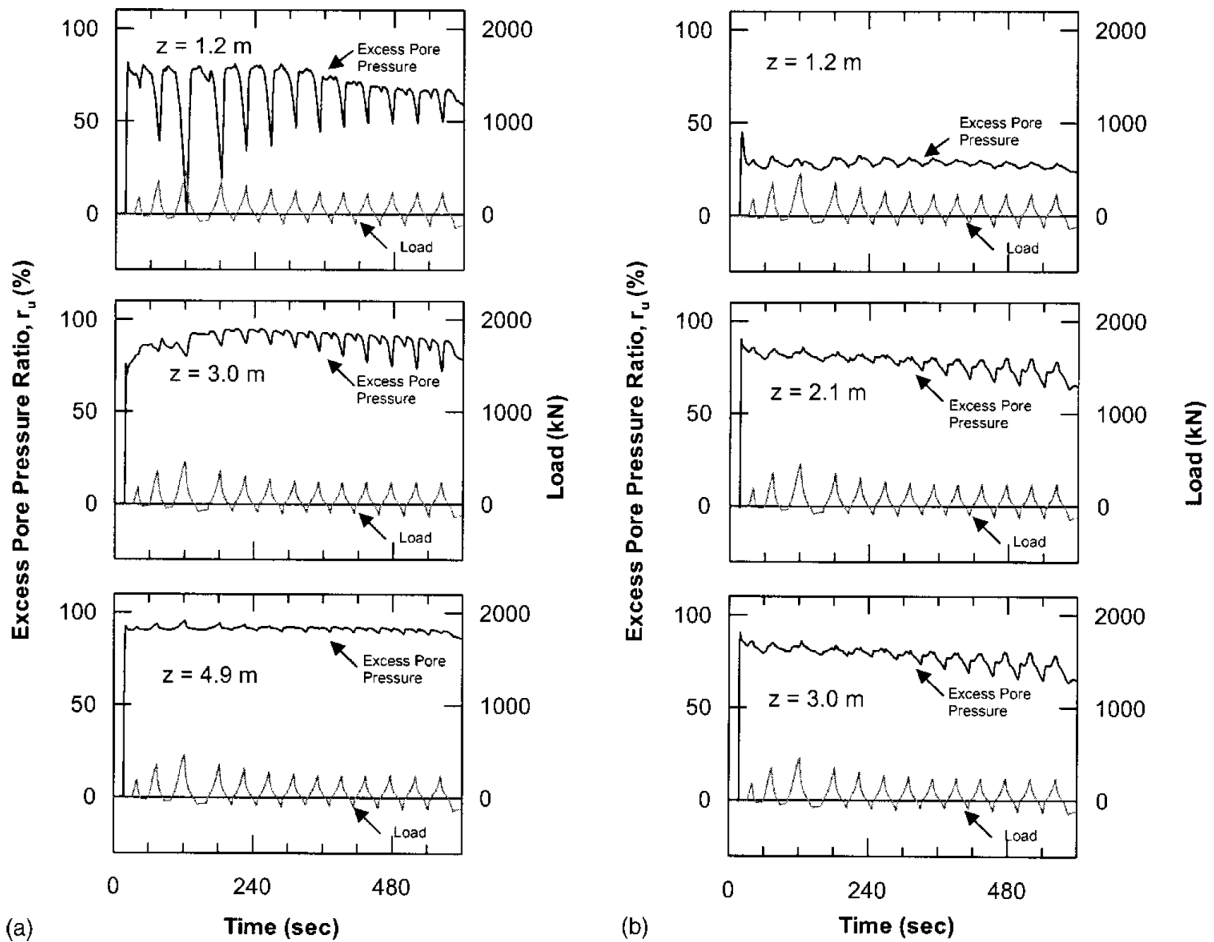 Excess Pore Pressure Ratio, r_u (%)
100
50
0
z = 1.2 m
Excess Pore
Pressure
Load
2000
1000
0
100
50
0
z = 3.0 m
Excess Pore
Pressure
Load
2000
1000
0
Load (kN)
100
50
0
z = 4.9 m
Excess Pore
Pressure
Load
2000
1000
0
0
240
480
Time (sec)
(a)
Excess Pore Pressure Ratio, r_u (%)
100
50
0
z = 1.2 m
Excess Pore
Pressure
Load
2000
1000
0
100
50
0
z = 2.1 m
Excess Pore
Pressure
Load
2000
1000
0
Load (kN)
100
50
0
z = 3.0 m
Excess Pore
Pressure
Load
2000
1000
0
0
240
480
Time (sec)
(b)